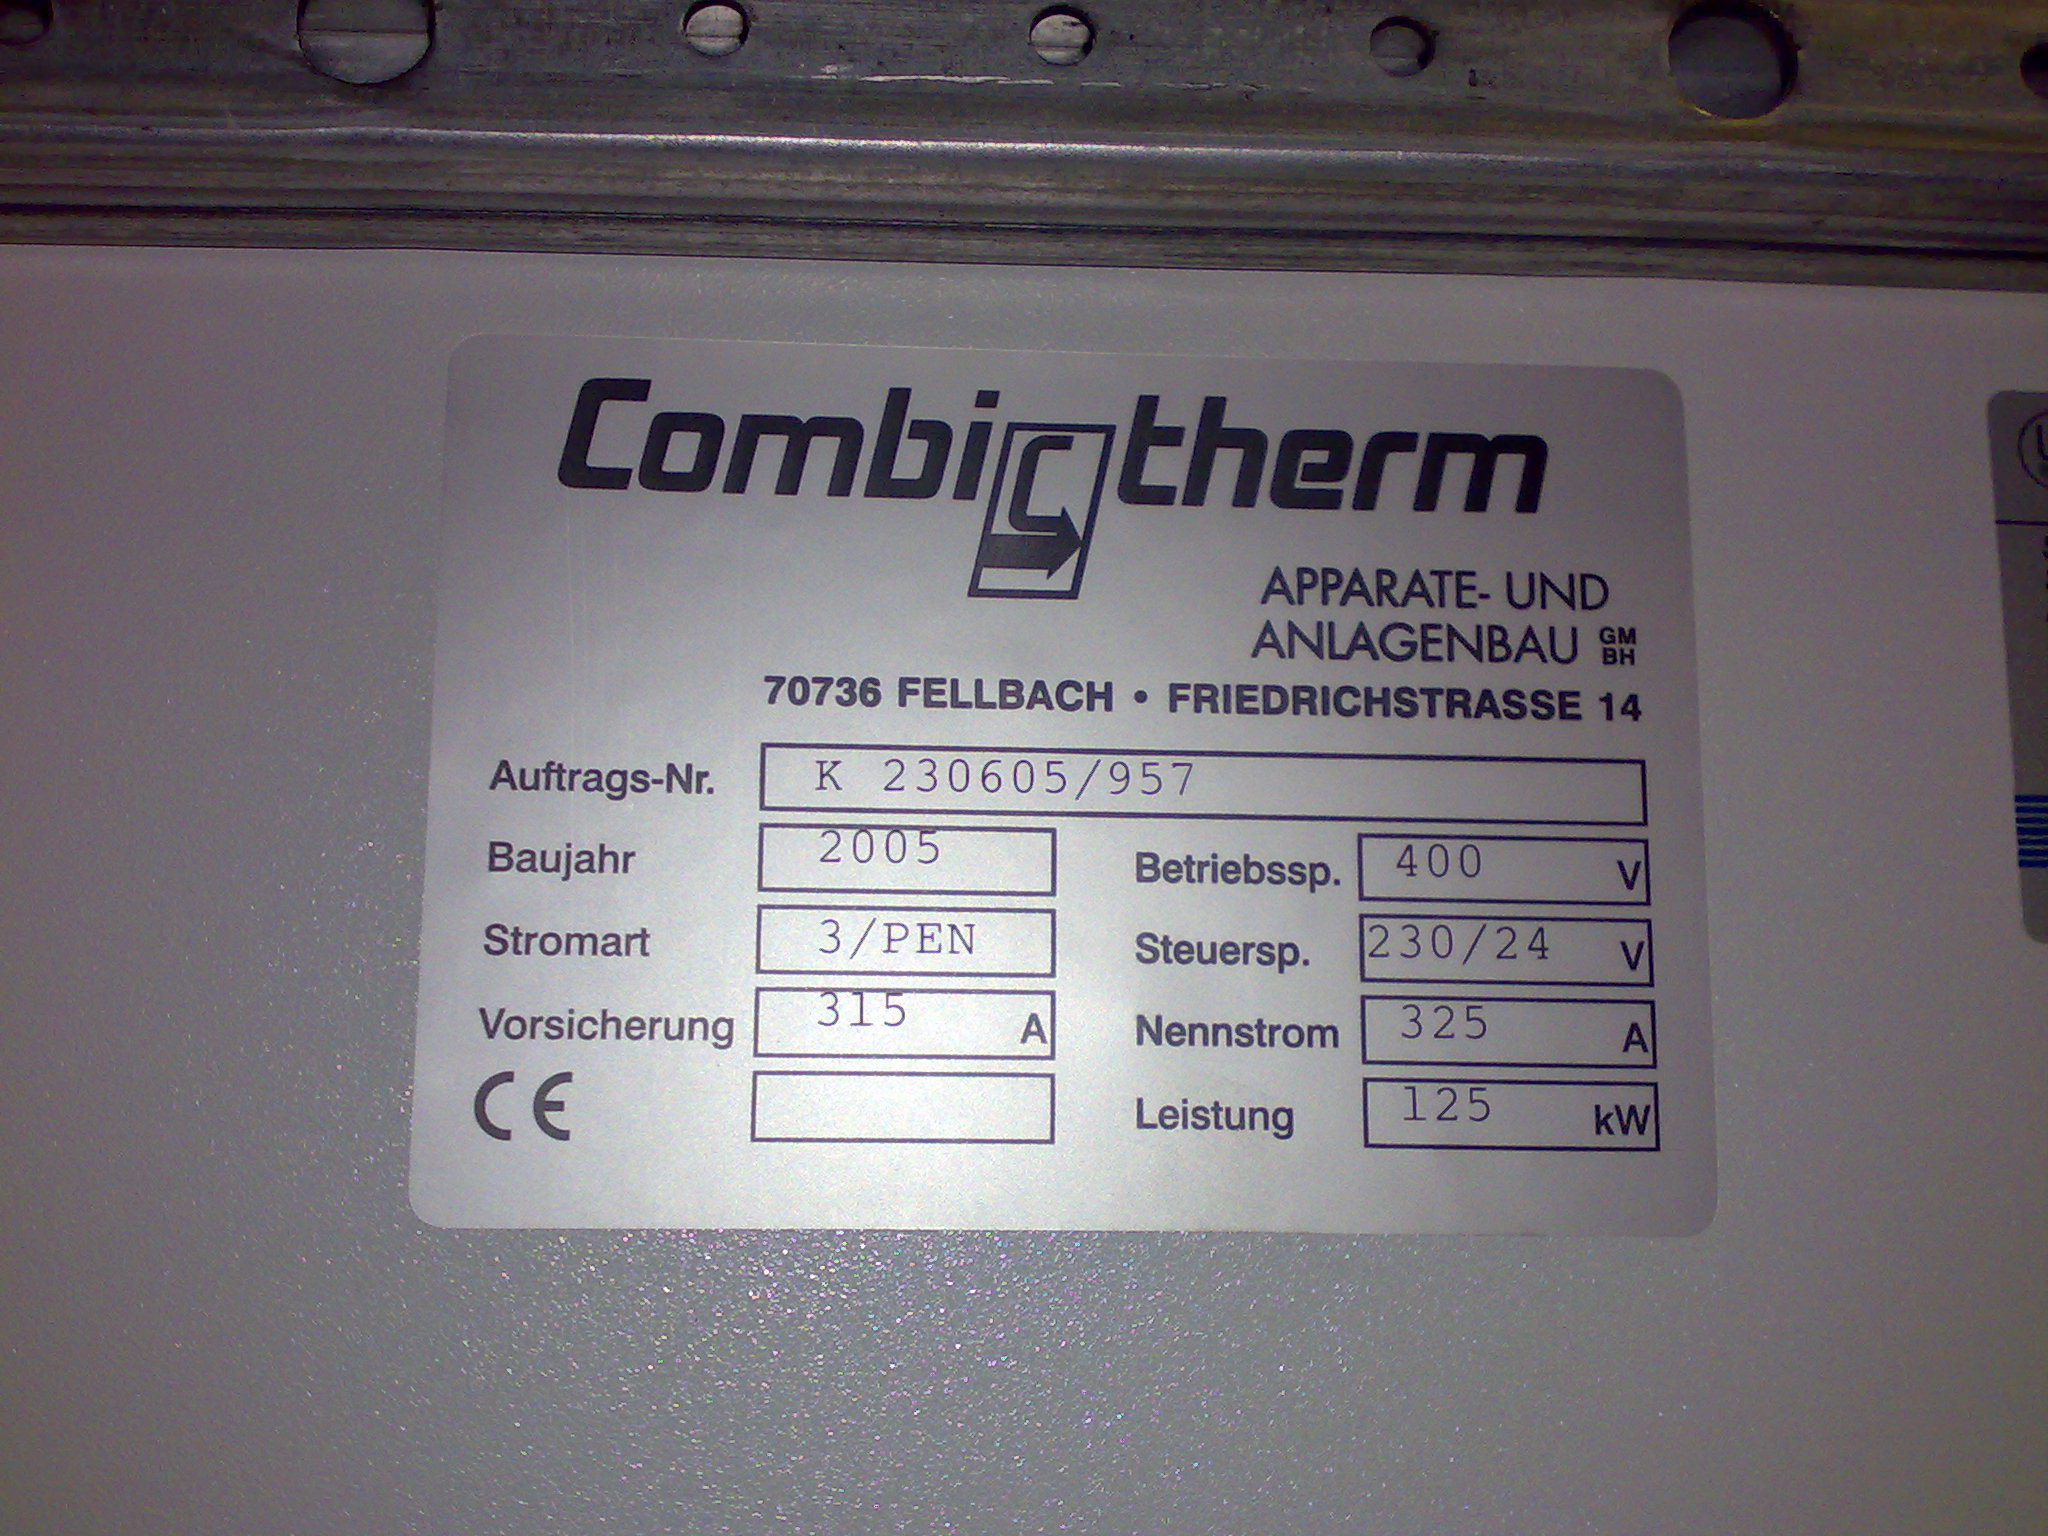 Combitherm
APPARATE- UND
ANLAGENBAU GMBH
70736 FELLBACH • FRIEDRICHSTRASSE 14
Auftrags-Nr. K 230605/957
Baujahr 2005 Betriebssp. 400 V
Stromart 3/PEN Steuersp. 230/24 V
Vorsicherung 315 A Nennstrom 325 A
CE Leistung 125 kW